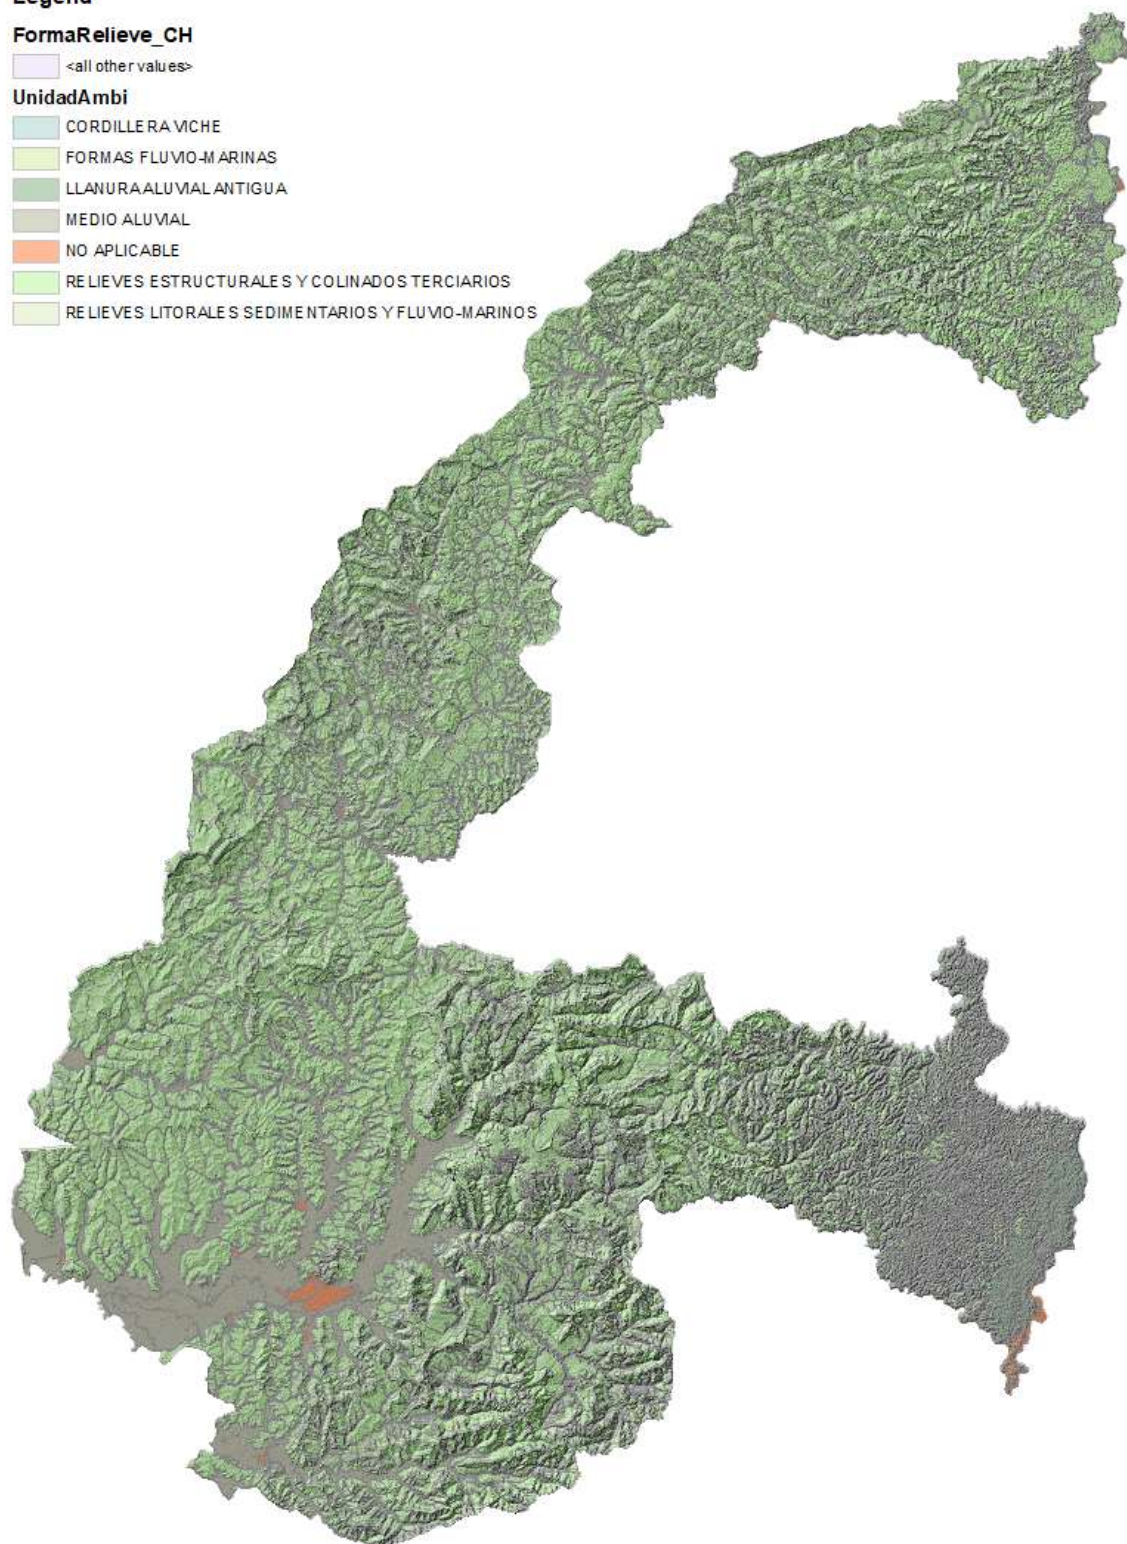 Legend
FormaRelieve_CH
<all other values>
UnidadAmbi
CORDILLERA VICHE
FORMAS FLUVIO-MARINAS
LLANURA ALUVIAL ANTIGUA
MEDIO ALUVIAL
NO APLICABLE
RELIEVES ESTRUCTURALES Y COLINADOS TERCIARIOS
RELIEVES LITORALES SEDIMENTARIOS Y FLUVIO-MARINOS